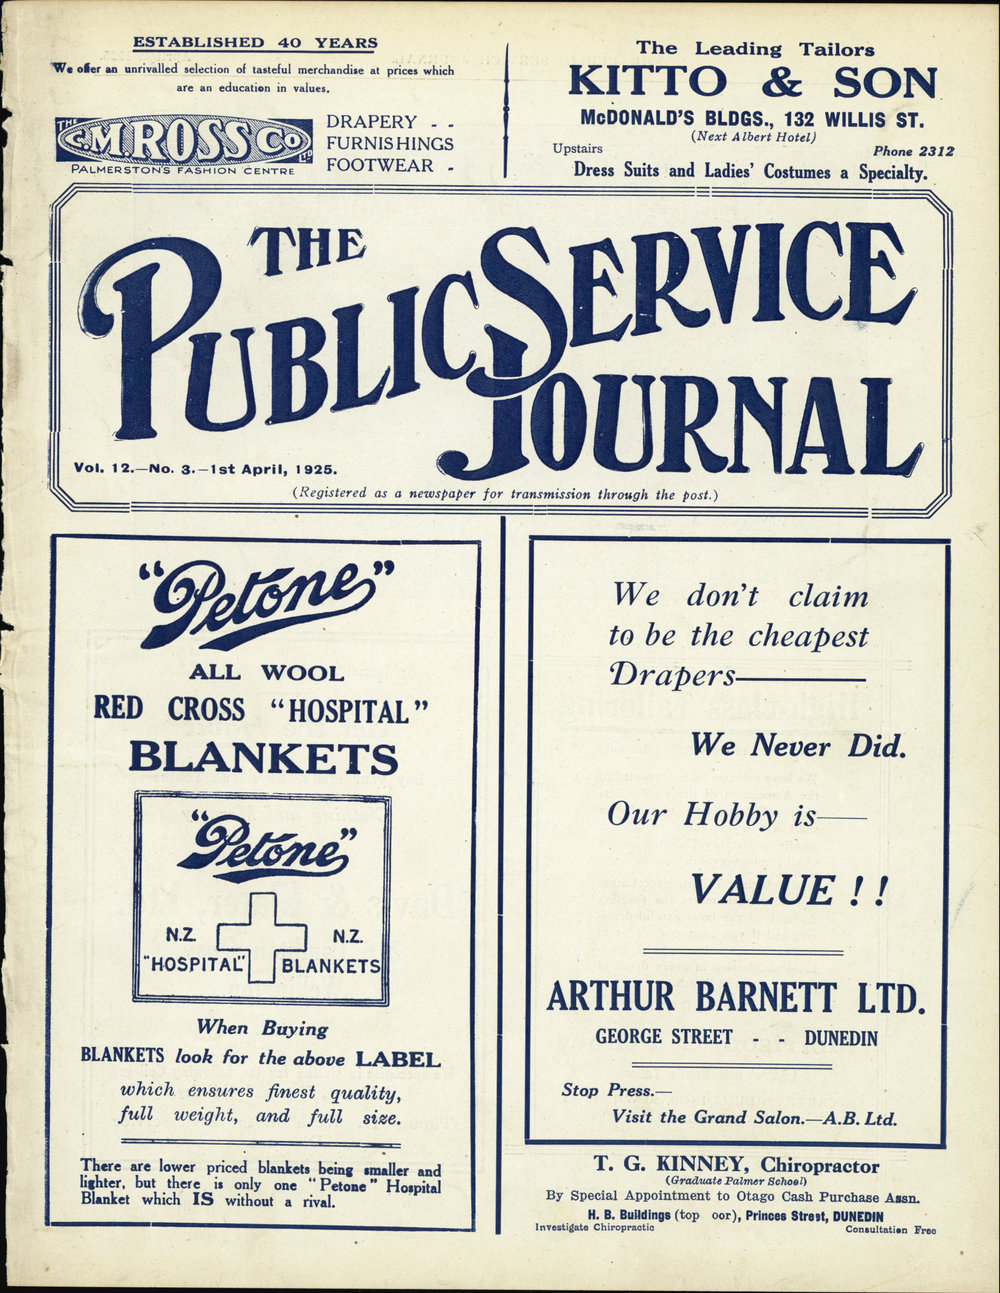 ESTABLISHED 40 YEARS
We offer an unrivalled selection of tasteful merchandise at prices which
are an education in values.
THE C.M. ROSS CO LTD
PALMERSTON'S FASHION CENTRE
DRAPERY - -
FURNISHINGS
FOOTWEAR -
The Leading Tailors
KITTO & SON
McDONALD'S BLDGS., 132 WILLIS ST.
(Next Albert Hotel)
Upstairs Phone 2312
Dress Suits and Ladies' Costumes a Specialty.
THE
PUBLIC SERVICE
JOURNAL
Vol. 12.—No. 3.—1st April, 1925.
(Registered as a newspaper for transmission through the post.)
"Petone"
ALL WOOL
RED CROSS "HOSPITAL"
BLANKETS
"Petone"
N.Z. N.Z.
"HOSPITAL" BLANKETS
When Buying
BLANKETS look for the above LABEL
which ensures finest quality,
full weight, and full size.
There are lower priced blankets being smaller and
lighter, but there is only one "Petone" Hospital
Blanket which IS without a rival.
We don't claim
to be the cheapest
Drapers—
We Never Did.
Our Hobby is—
VALUE ! !
ARTHUR BARNETT LTD.
GEORGE STREET - - DUNEDIN
Stop Press.—
Visit the Grand Salon.—A.B. Ltd.
T. G. KINNEY, Chiropractor
(Graduate Palmer School)
By Special Appointment to Otago Cash Purchase Assn.
H. B. Buildings (top oor), Princes Street, DUNEDIN
Investigate Chiropractic Consultation Free